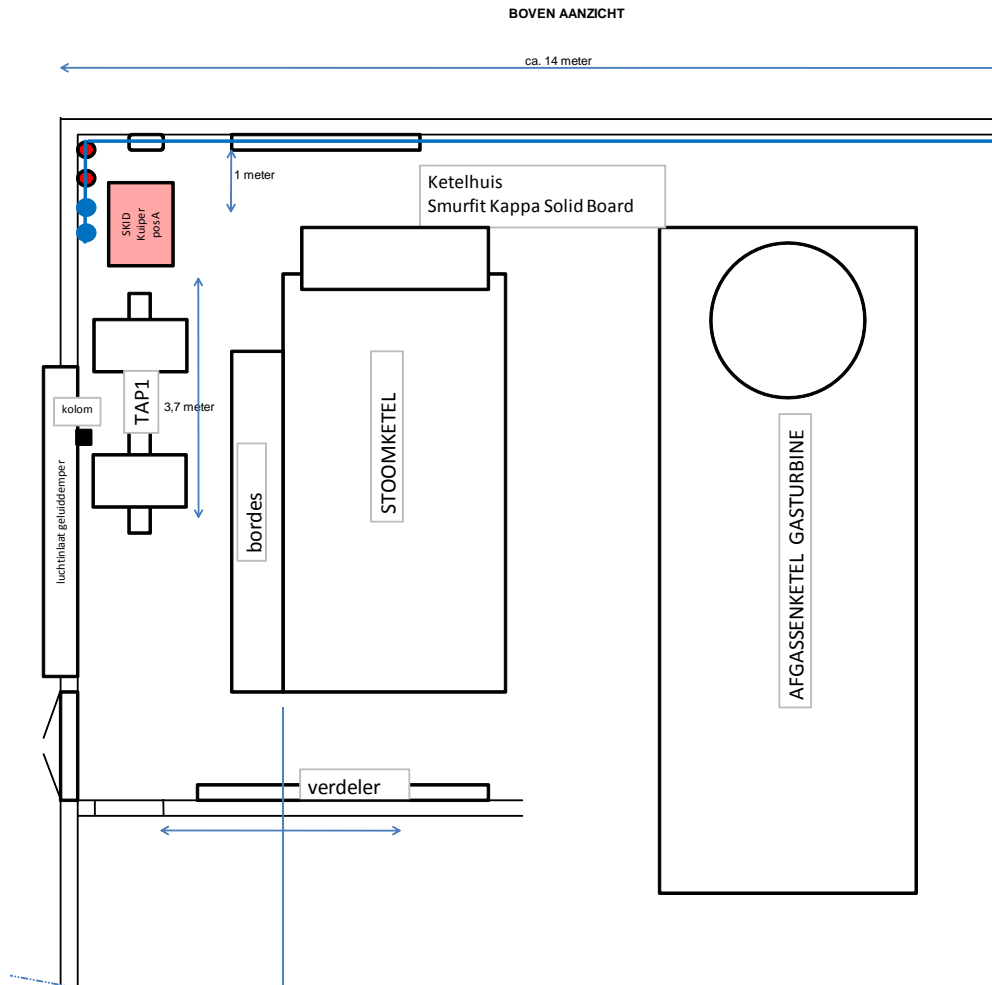 BOVEN AANZICHT
ca. 14 meter
1 meter
Ketelhuis
Smurfit Kappa Solid Board
SKID
Kuiper
pos A
TAP1
3,7 meter
kolom
luchtinlaat geluiddemper
bordes
STOOMKETEL
AFGASSENKETEL GASTURBINE
verdeler